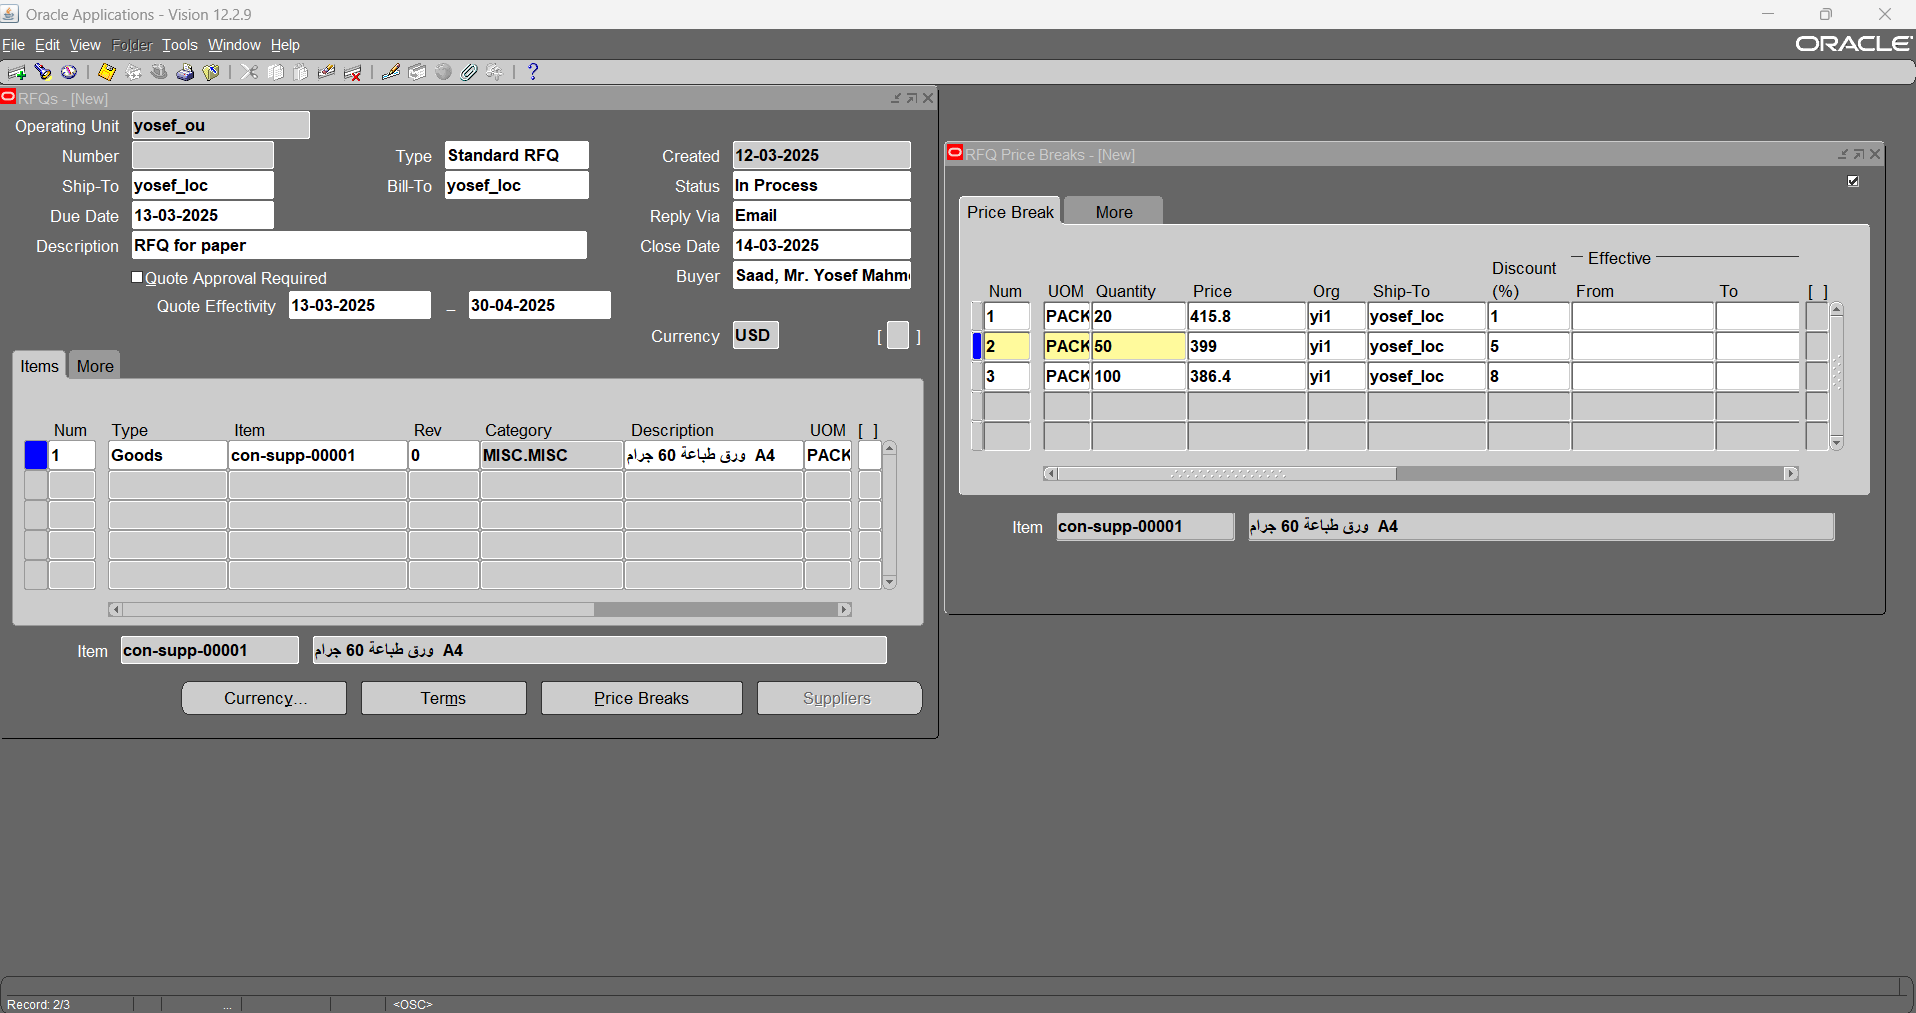 Oracle Applications - Vision 12.2.9
File Edit View Folder Tools Window Help
ORACLE
RFQs - [New]
Operating Unit yosef_ou
Number Type Standard RFQ Created 12-03-2025
Ship-To yosef_loc Bill-To yosef_loc Status In Process
Due Date 13-03-2025 Reply Via Email
Description RFQ for paper Close Date 14-03-2025
Quote Approval Required Buyer Saad, Mr. Yosef Mahm
Quote Effectivity 13-03-2025 – 30-04-2025
Currency USD [ ]
Items More
Num Type Item Rev Category Description UOM [ ]
1 Goods con-supp-00001 0 MISC.MISC ورق طباعة 60 جرام A4 PACK
Item con-supp-00001 ورق طباعة 60 جرام A4
Currency... Terms Price Breaks Suppliers
RFQ Price Breaks - [New]
Price Break More
Effective
Discount
Num UOM Quantity Price Org Ship-To (%) From To [ ]
1 PACK 20 415.8 yi1 yosef_loc 1
2 PACK 50 399 yi1 yosef_loc 5
3 PACK 100 386.4 yi1 yosef_loc 8
Item con-supp-00001 ورق طباعة 60 جرام A4
Record: 2/3 ... <OSC>